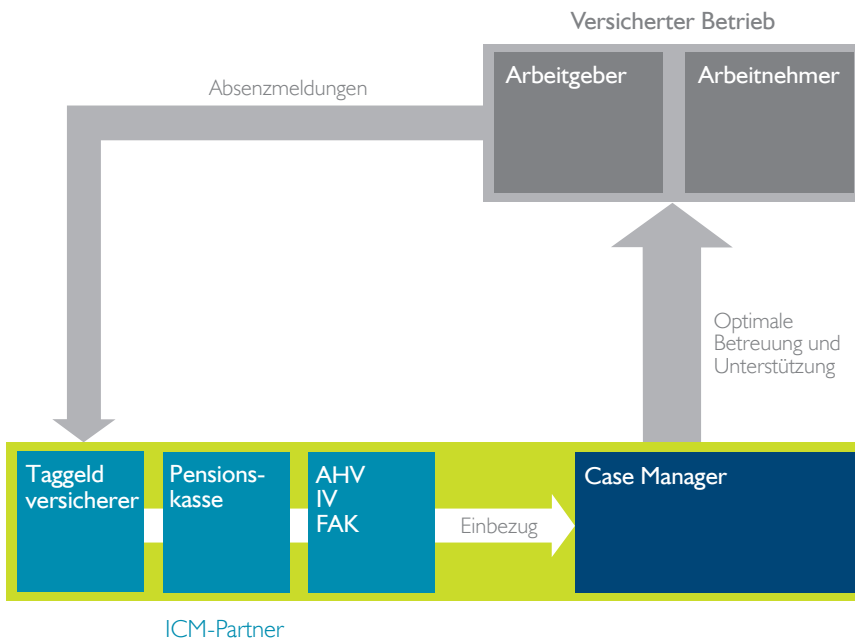 Versicherter Betrieb
Arbeitgeber
Arbeitnehmer
Absenzmeldungen
Optimale
Betreuung und
Unterstützung
Taggeld
versicherer
Pensions-
kasse
AHV
IV
FAK
Einbezug
Case Manager
ICM-Partner